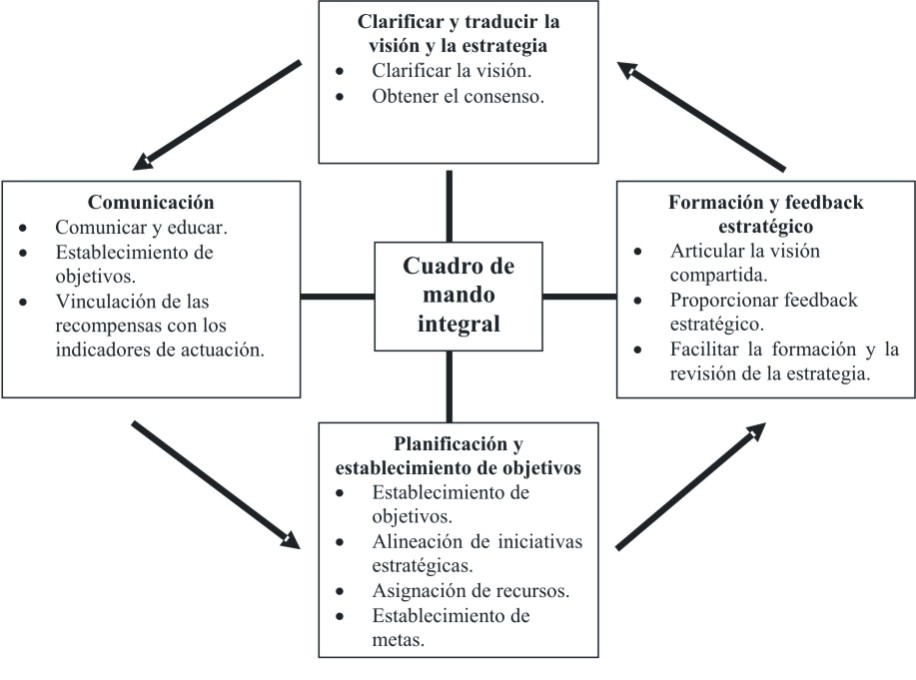 Clarificar y traducir la
visión y la estrategia
• Clarificar la visión.
• Obtener el consenso.
Comunicación
• Comunicar y educar.
• Establecimiento de
objetivos.
• Vinculación de las
recompensas con los
indicadores de actuación.
Cuadro de
mando
integral
Formación y feedback
estratégico
• Articular la visión
compartida.
• Proporcionar feedback
estratégico.
• Facilitar la formación y la
revisión de la estrategia.
Planificación y
establecimiento de objetivos
• Establecimiento de
objetivos.
• Alineación de iniciativas
estratégicas.
• Asignación de recursos.
• Establecimiento de
metas.